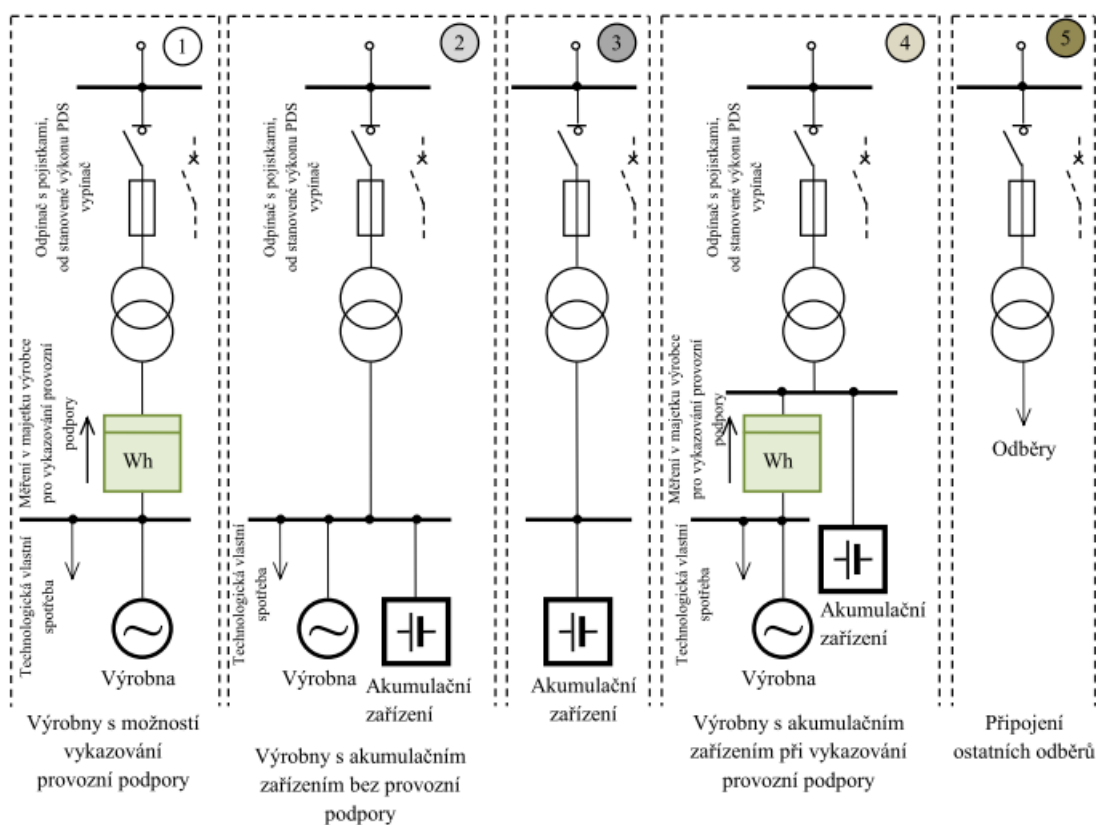 1
Odpínač s pojistkami,
od stanovené výkonu PDS
vypínač
Měření v majetku výrobce
pro vykazování provozní
podpory
Wh
Technologická vlastní
spotřeba
Výrobna
Výrobny s možností
vykazování
provozní podpory
2
Odpínač s pojistkami,
od stanovené výkonu PDS
vypínač
Technologická vlastní
spotřeba
Výrobna
Akumulační
zařízení
Výrobny s akumulačním
zařízením bez provozní
podpory
3
Akumulační
zařízení
4
Odpínač s pojistkami,
od stanovené výkonu PDS
vypínač
Měření v majetku výrobce
pro vykazování provozní
podpory
Wh
Technologická vlastní
spotřeba
Výrobna
Akumulační
zařízení
Výrobny s akumulačním
zařízením při vykazování
provozní podpory
5
Odběry
Připojení
ostatních odběrů